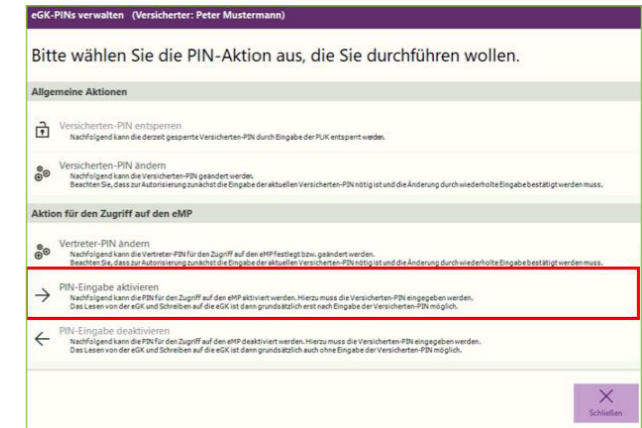 eGK-PINs verwalten (Versicherter: Peter Mustermann)
Bitte wählen Sie die PIN-Aktion aus, die Sie durchführen wollen.
Allgemeine Aktionen
Versicherten-PIN entsperren
Nachfolgend kann die derzeit gesperrte Versicherten-PIN durch Eingabe der PUK entsperrt werden.
Versicherten-PIN ändern
Nachfolgend kann die Versicherten-PIN geändert werden.
Beachten Sie, dass zur Autorisierung zunächst die Eingabe der aktuellen Versicherten-PIN nötig ist und die Änderung durch wiederholte Eingabe bestätigt werden muss.
Aktion für den Zugriff auf den eMP
Vertreter-PIN ändern
Nachfolgend kann die Vertreter-PIN für den Zugriff auf den eMP festlegt bzw. geändert werden.
Beachten Sie, dass zur Autorisierung zunächst die Eingabe der aktuellen Versicherten-PIN nötig ist und die Änderung durch wiederholte Eingabe bestätigt werden muss.
PIN-Eingabe aktivieren
Nachfolgend kann die PIN für den Zugriff auf den eMP aktiviert werden. Hierzu muss die Versicherten-PIN eingegeben werden.
Das Lesen von der eGK und Schreiben auf die eGK ist dann grundsätzlich erst nach Eingabe der Versicherten-PIN möglich.
PIN-Eingabe deaktivieren
Nachfolgend kann die PIN für den Zugriff auf den eMP deaktiviert werden. Hierzu muss die Versicherten-PIN eingegeben werden.
Das Lesen von der eGK und Schreiben auf die eGK ist dann grundsätzlich auch ohne Eingabe der Versicherten-PIN möglich.
Schließen